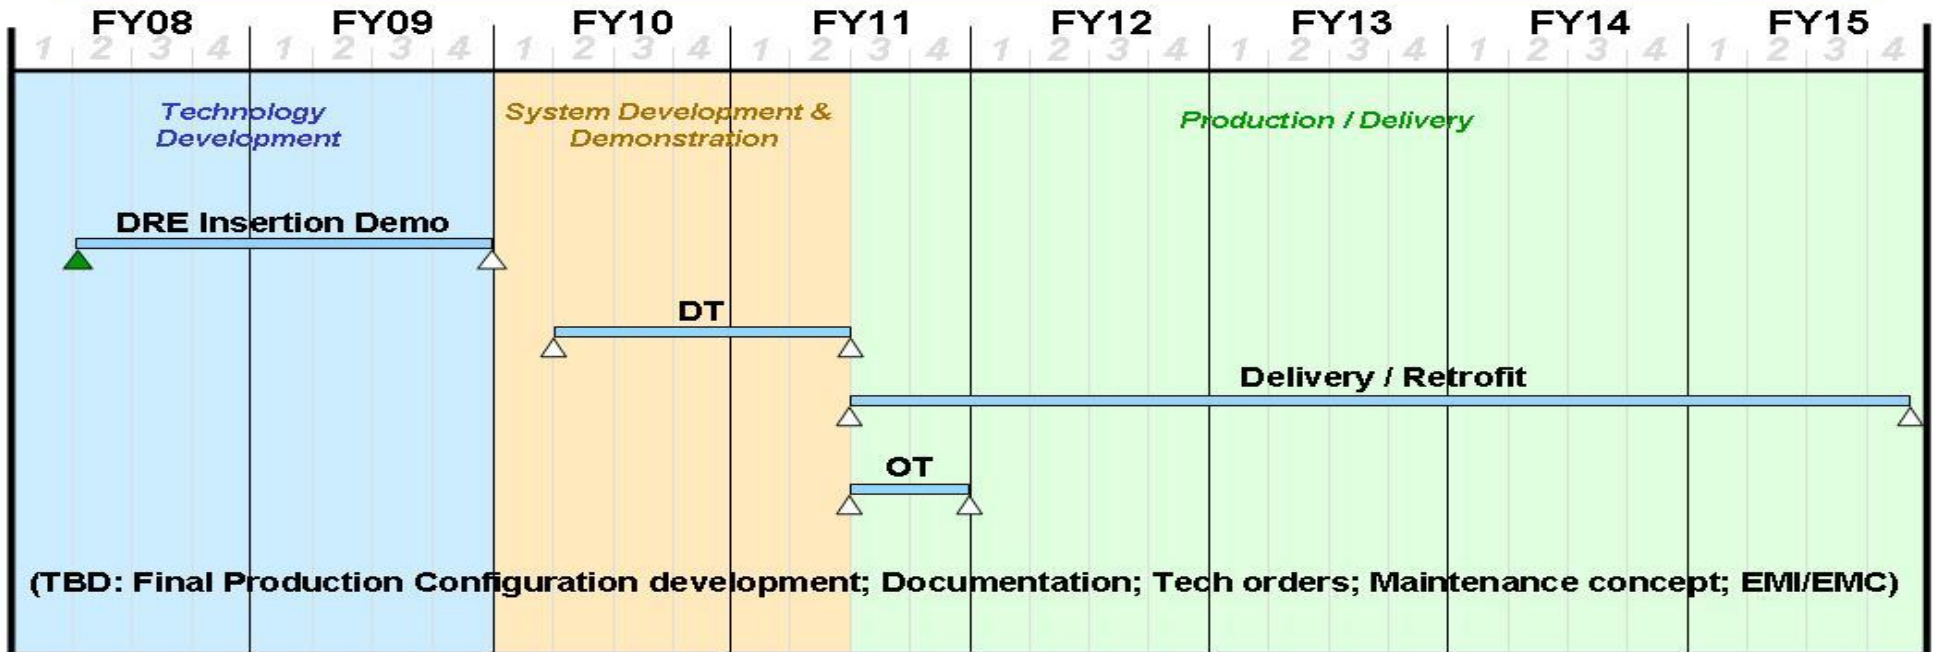 FY08 FY09 FY10 FY11 FY12 FY13 FY14 FY15
1 2 3 4 1 2 3 4 1 2 3 4 1 2 3 4 1 2 3 4 1 2 3 4 1 2 3 4 1 2 3 4
Technology
Development
System Development &
Demonstration
Production / Delivery
DRE Insertion Demo
DT
Delivery / Retrofit
OT
(TBD: Final Production Configuration development; Documentation; Tech orders; Maintenance concept; EMI/EMC)